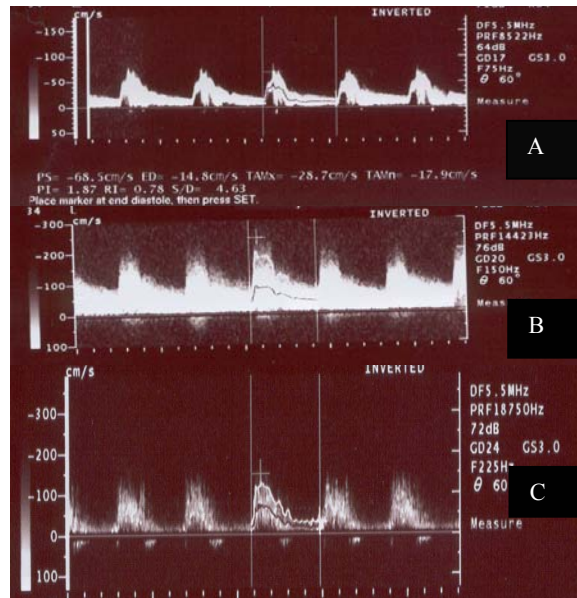 cm/s INVERTED
DF5.5MHz
PRF8522Hz
64dB
GD17 GS3.0
F75Hz
θ 60°
Measure
-150
-100
-50
0
50
A
PS= -68.5cm/s ED= -14.8cm/s TAMx= -28.7cm/s TAMn= -17.9cm/s
PI= 1.87 RI= 0.78 S/D= 4.63
Place marker at end diastole, then press SET.
34 INVERTED
DF5.5MHz
PRF14423Hz
76dB
GD20 GS3.0
F150Hz
θ 60°
Measure
-300
-200
-100
0
100
B
cm/s INVERTED
DF5.5MHz
PRF18750Hz
72dB
GD24 GS3.0
F225Hz
θ 60
Measure
-300
-200
-100
0
100
C